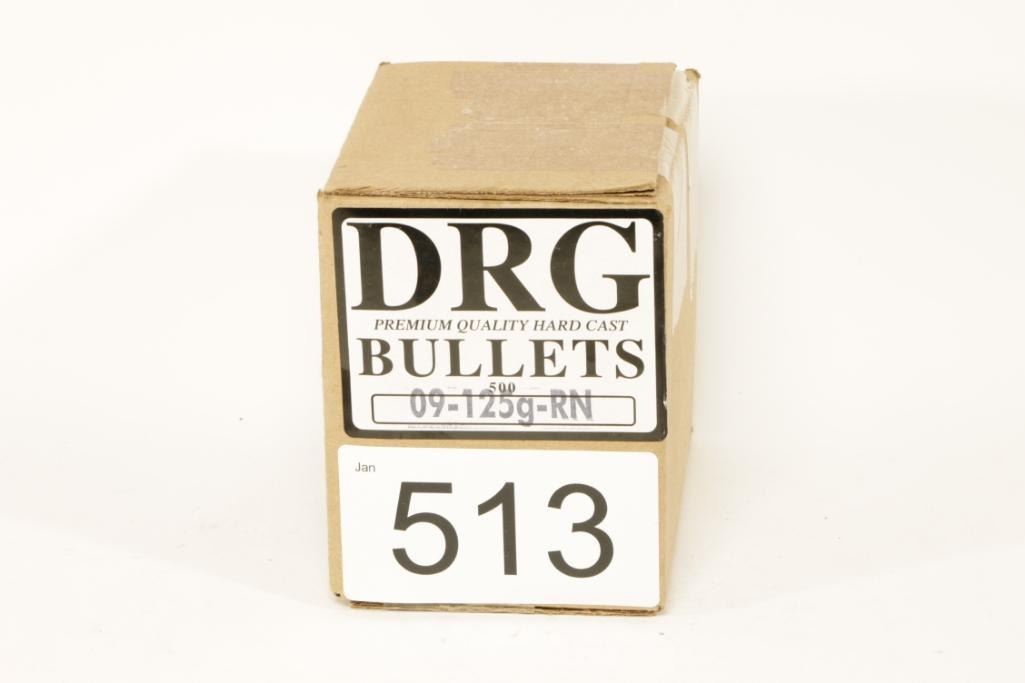 DRG
PREMIUM QUALITY HARD CAST
BULLETS
500
09-125g-RN
Jan
513